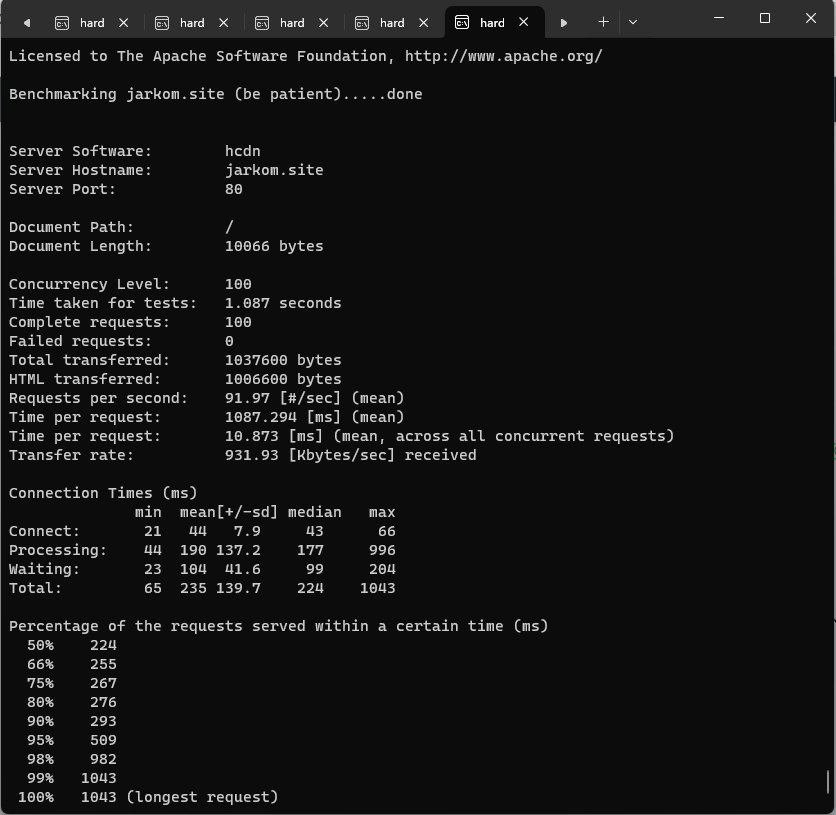 hard hard hard hard hard
Licensed to The Apache Software Foundation, http://www.apache.org/
Benchmarking jarkom.site (be patient).....done
Server Software:        hcdn
Server Hostname:        jarkom.site
Server Port:            80
Document Path:          /
Document Length:        10066 bytes
Concurrency Level:      100
Time taken for tests:   1.087 seconds
Complete requests:      100
Failed requests:        0
Total transferred:      1037600 bytes
HTML transferred:       1006600 bytes
Requests per second:    91.97 [#/sec] (mean)
Time per request:       1087.294 [ms] (mean)
Time per request:       10.873 [ms] (mean, across all concurrent requests)
Transfer rate:          931.93 [Kbytes/sec] received
Connection Times (ms)
              min  mean[+/-sd] median   max
Connect:       21   44   7.9     43      66
Processing:    44  190 137.2    177     996
Waiting:       23  104  41.6     99     204
Total:         65  235 139.7    224    1043
Percentage of the requests served within a certain time (ms)
  50%    224
  66%    255
  75%    267
  80%    276
  90%    293
  95%    509
  98%    982
  99%   1043
 100%   1043 (longest request)